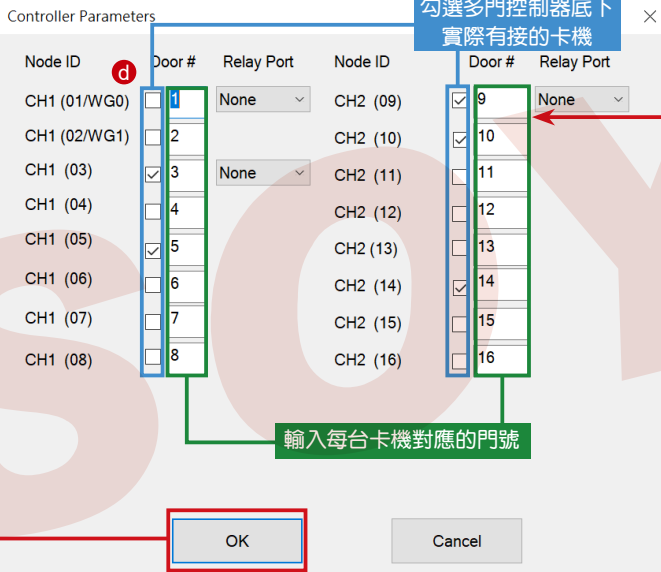 Controller Parameters
勾選多門控制器底下
實際有接的卡機
Node ID Door # Relay Port Node ID Door # Relay Port
d
CH1 (01/WG0) 1 None CH2 (09) 9 None
CH1 (02/WG1) 2 CH2 (10) 10
CH1 (03) 3 None CH2 (11) 11
CH1 (04) 4 CH2 (12) 12
CH1 (05) 5 CH2 (13) 13
CH1 (06) 6 CH2 (14) 14
CH1 (07) 7 CH2 (15) 15
CH1 (08) 8 CH2 (16) 16
輸入每台卡機對應的門號
OK Cancel
SOY